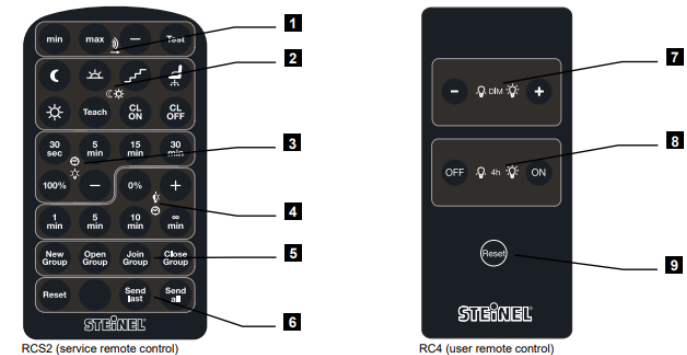 1
min max — Test
2
Teach CL ON CL OFF
3
30 sec 5 min 15 min 30 min
100% — 0% +
4
1 min 5 min 10 min ∞ min
5
New Group Open Group Join Group Close Group
Reset Send last Send all
6
STEINEL
RCS2 (service remote control)
7
- DIM +
8
OFF 4h ON
Reset
9
STEINEL
RC4 (user remote control)